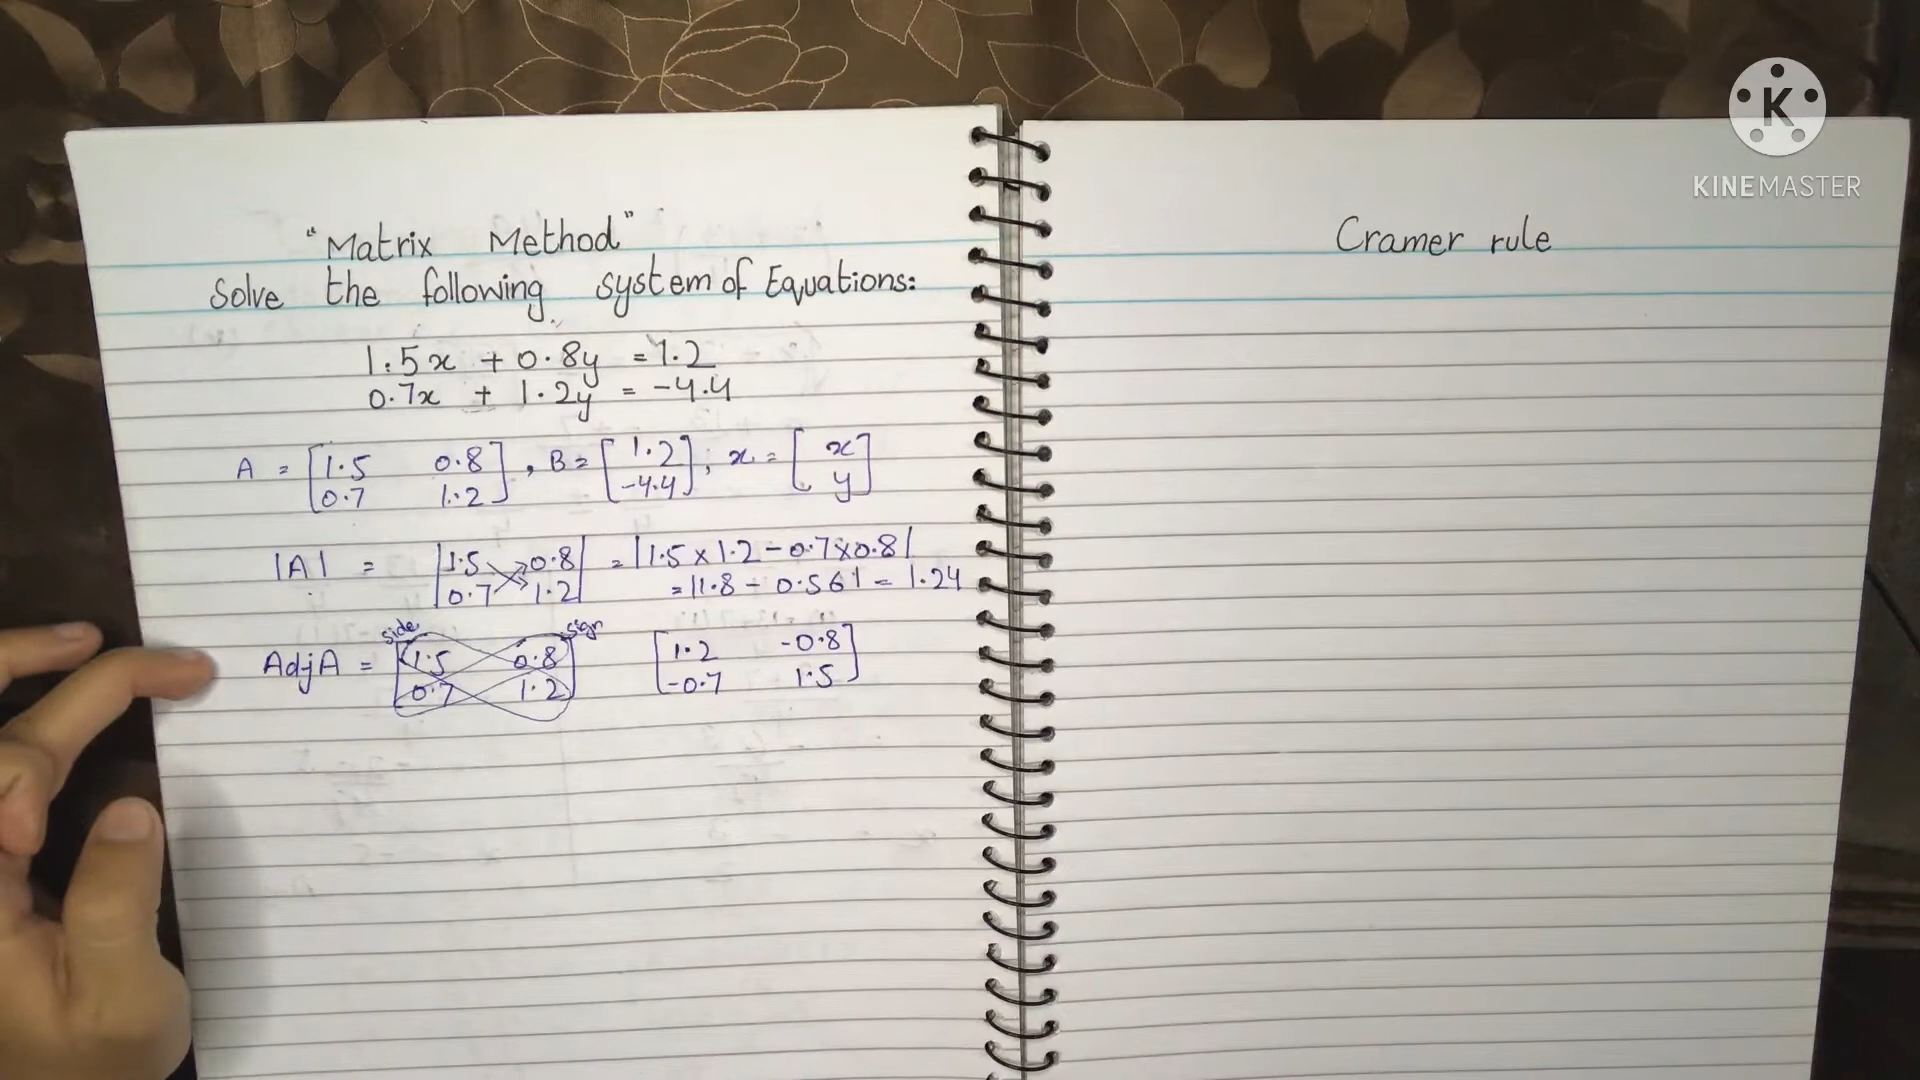 "Matrix Method"
Solve the following system of Equations:
1.5x + 0.8y = 1.2
0.7x + 1.2y = -4.4
A = [1.5 0.8], B = [1.2]; x = [x]
[0.7 1.2] [-4.4] [y]
|A| = |1.5 0.8| = |1.5 x 1.2 - 0.7 x 0.8|
|0.7 1.2| = |1.8 - 0.56| = 1.24
side sign
AdjA = [1.5 0.8] [1.2 -0.8]
[0.7 1.2] [-0.7 1.5]
Cramer rule
K
KINEMASTER